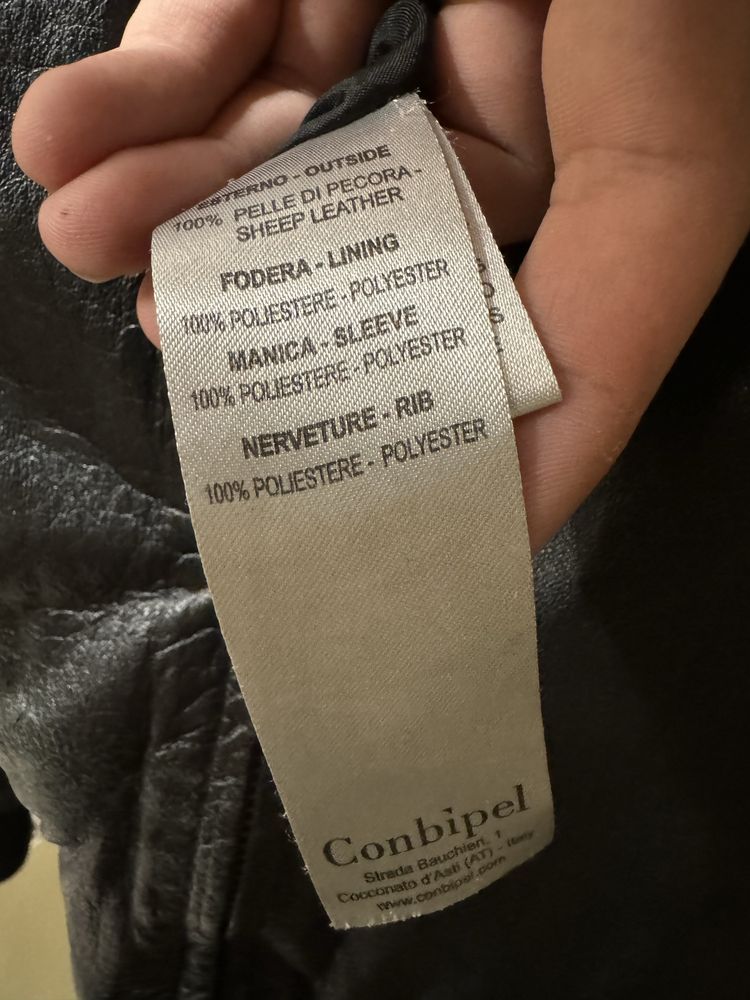 ESTERNO - OUTSIDE
100% PELLE DI PECORA -
SHEEP LEATHER
FODERA - LINING
100% POLIESTERE - POLYESTER
MANICA - SLEEVE
100% POLIESTERE - POLYESTER
NERVETURE - RIB
100% POLIESTERE - POLYESTER
Conbipel
Strada Bauchieri, 1
Cocconato d'Asti (AT) - Italy
www.conbipel.com